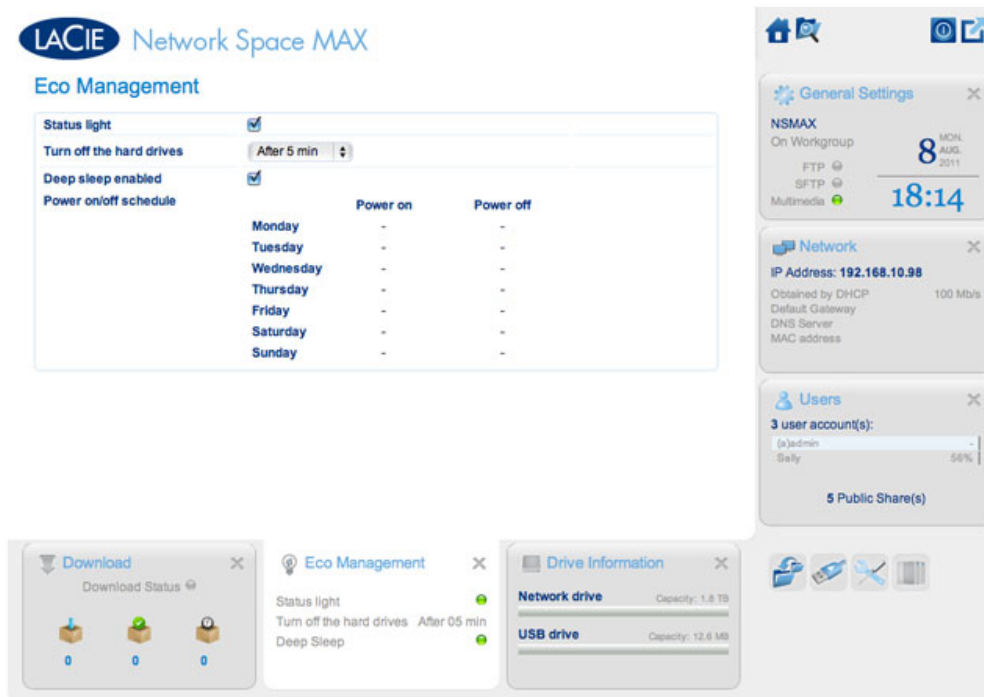 LACIE Network Space MAX
Eco Management
Status light
Turn off the hard drives After 5 min
Deep sleep enabled
Power on/off schedule
Power on Power off
Monday - -
Tuesday - -
Wednesday - -
Thursday - -
Friday - -
Saturday - -
Sunday - -
General Settings
NSMAX
On Workgroup
FTP
SFTP
Multimedia
8 MON. AUG. 2011
18:14
Network
IP Address: 192.168.10.98
Obtained by DHCP 100 Mb/s
Default Gateway
DNS Server
MAC address
Users
3 user account(s):
(a)admin -
Sally 56%
5 Public Share(s)
Download
Download Status
0 0 0
Eco Management
Status light
Turn off the hard drives After 05 min
Deep Sleep
Drive Information
Network drive Capacity: 1.8 TB
USB drive Capacity: 12.6 MB